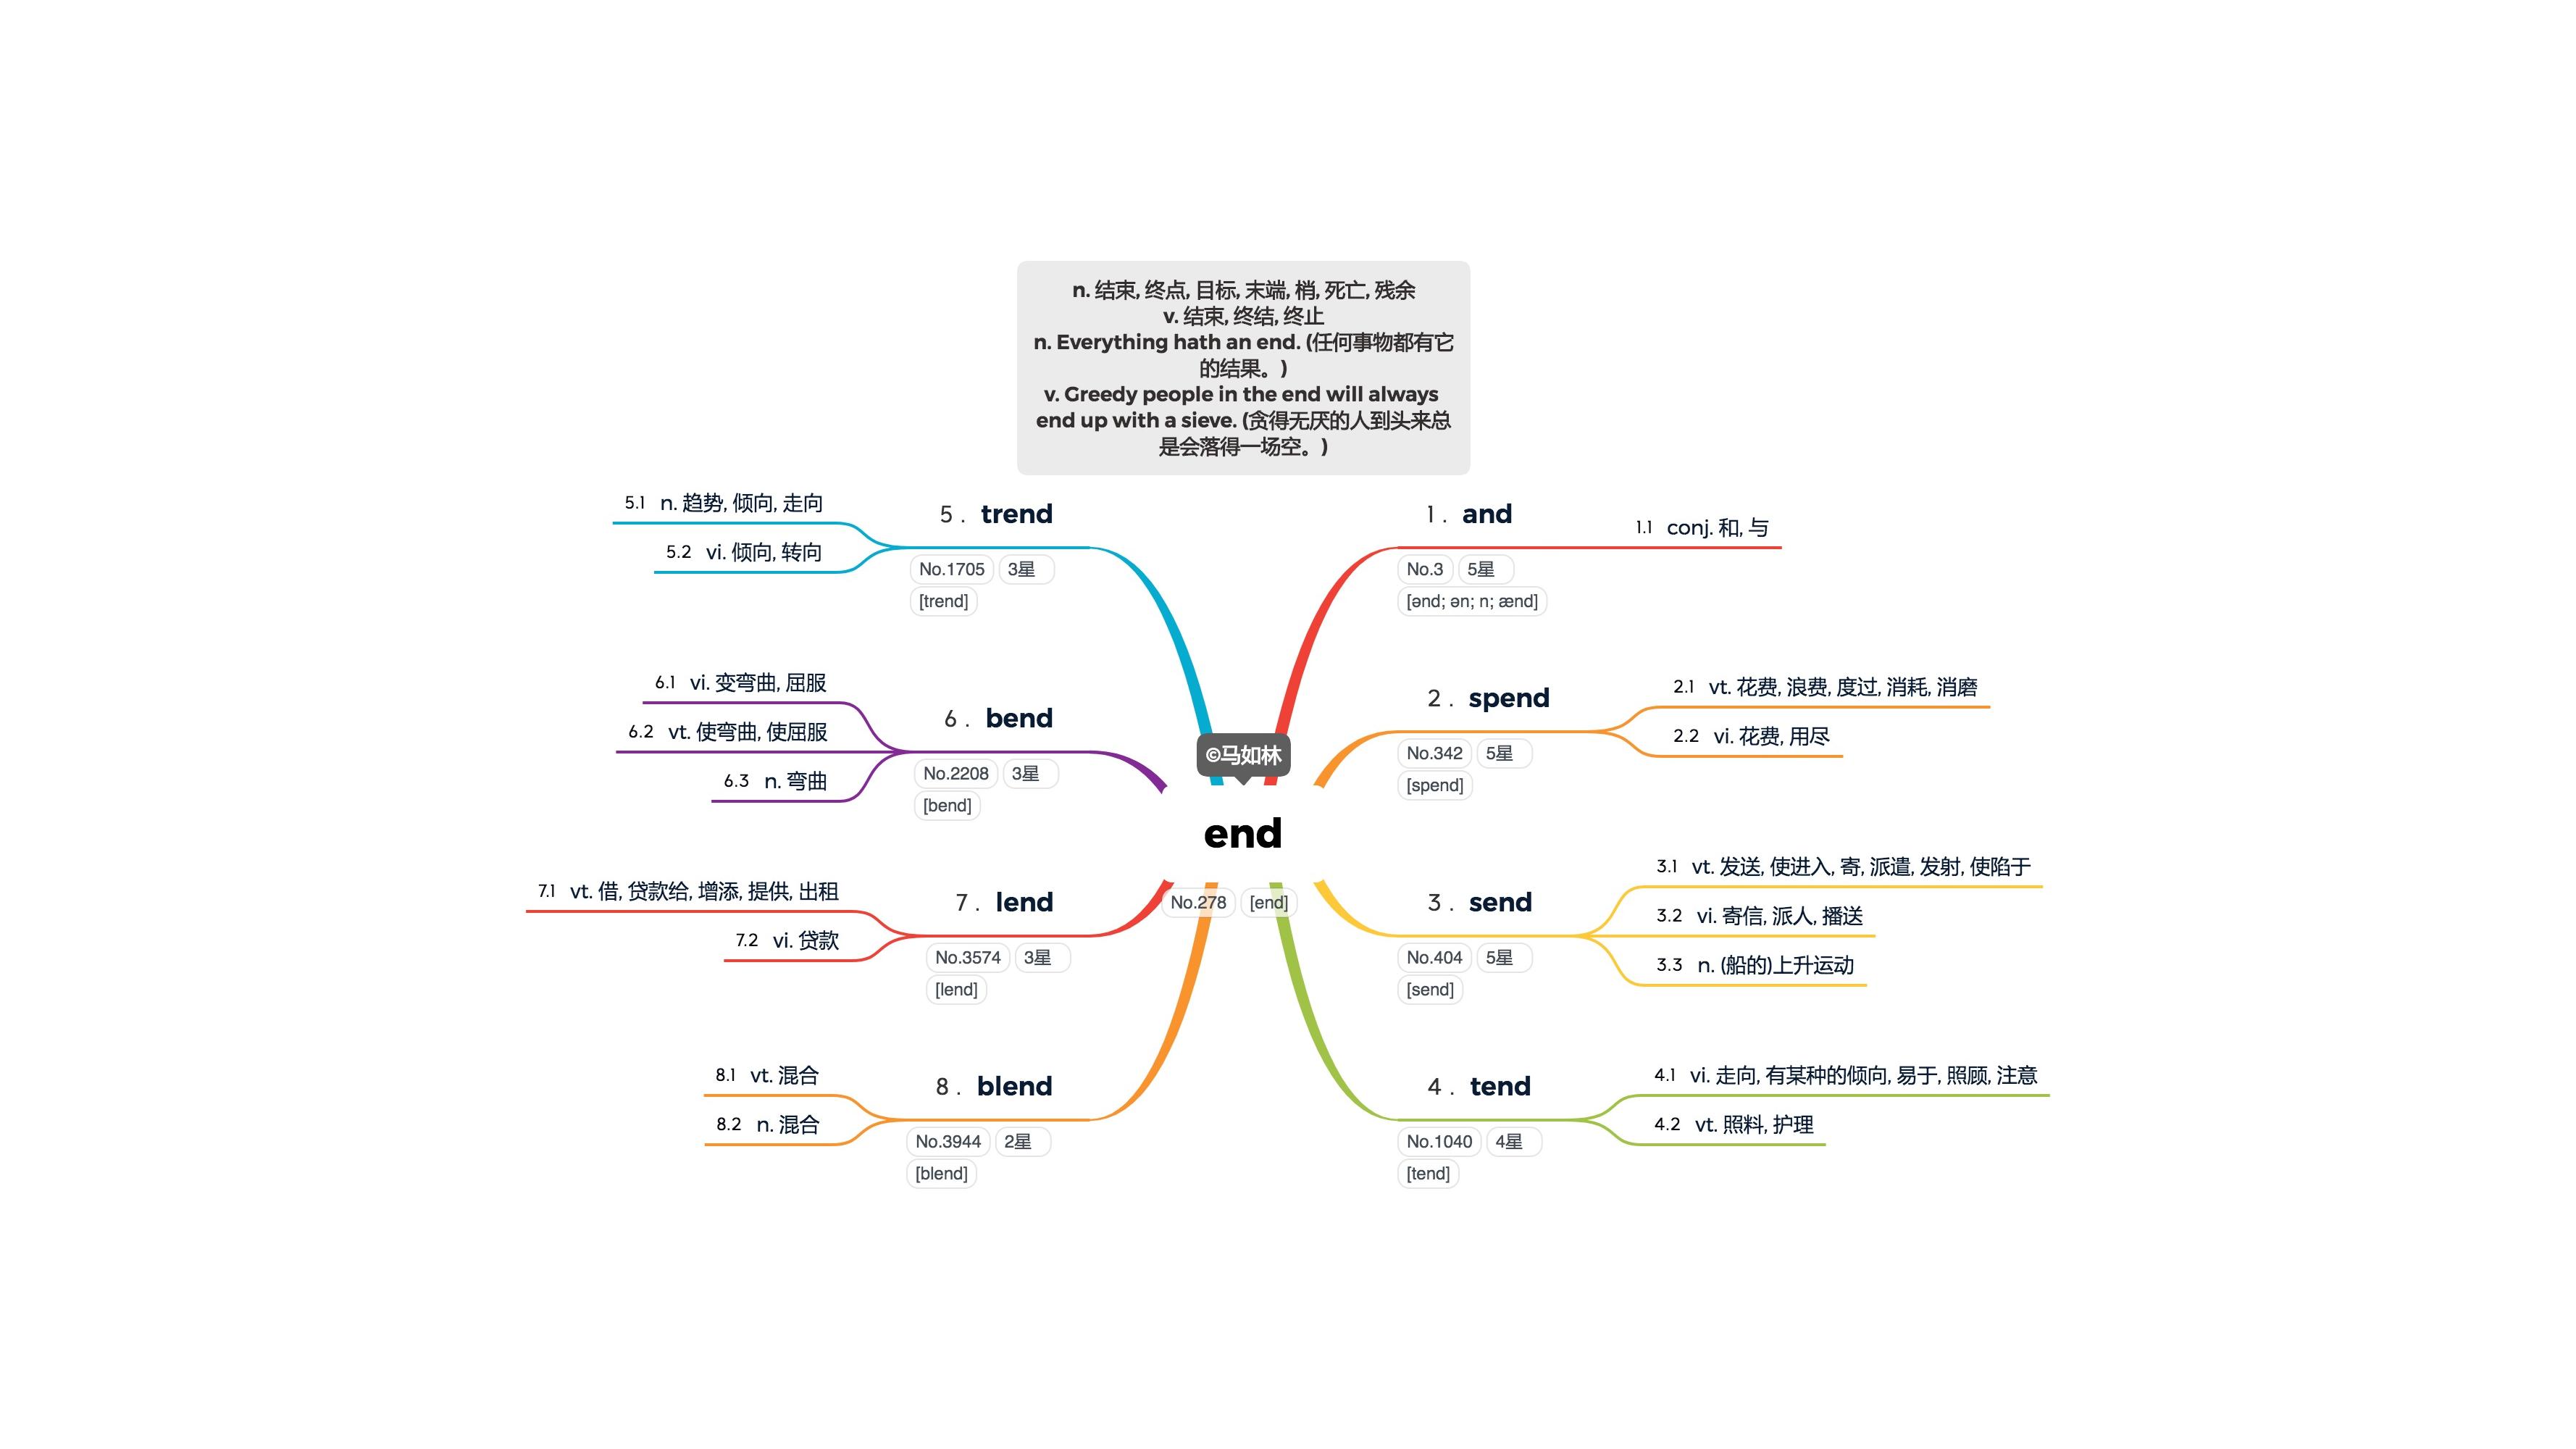 n. 结束, 终点, 目标, 末端, 梢, 死亡, 残余
v. 结束, 终结, 终止
n. Everything hath an end. (任何事物都有它
的结果。)
v. Greedy people in the end will always
end up with a sieve. (贪得无厌的人到头来总
是会落得一场空。)
©马如林
end
No.278 [end]
1. and
No.3 5星
[ənd; ən; n; ænd]
1.1 conj. 和, 与
2. spend
No.342 5星
[spend]
2.1 vt. 花费, 浪费, 度过, 消耗, 消磨
2.2 vi. 花费, 用尽
3. send
No.404 5星
[send]
3.1 vt. 发送, 使进入, 寄, 派遣, 发射, 使陷于
3.2 vi. 寄信, 派人, 播送
3.3 n. (船的)上升运动
4. tend
No.1040 4星
[tend]
4.1 vi. 走向, 有某种的倾向, 易于, 照顾, 注意
4.2 vt. 照料, 护理
5. trend
No.1705 3星
[trend]
5.1 n. 趋势, 倾向, 走向
5.2 vi. 倾向, 转向
6. bend
No.2208 3星
[bend]
6.1 vi. 变弯曲, 屈服
6.2 vt. 使弯曲, 使屈服
6.3 n. 弯曲
7. lend
No.3574 3星
[lend]
7.1 vt. 借, 贷款给, 增添, 提供, 出租
7.2 vi. 贷款
8. blend
No.3944 2星
[blend]
8.1 vt. 混合
8.2 n. 混合